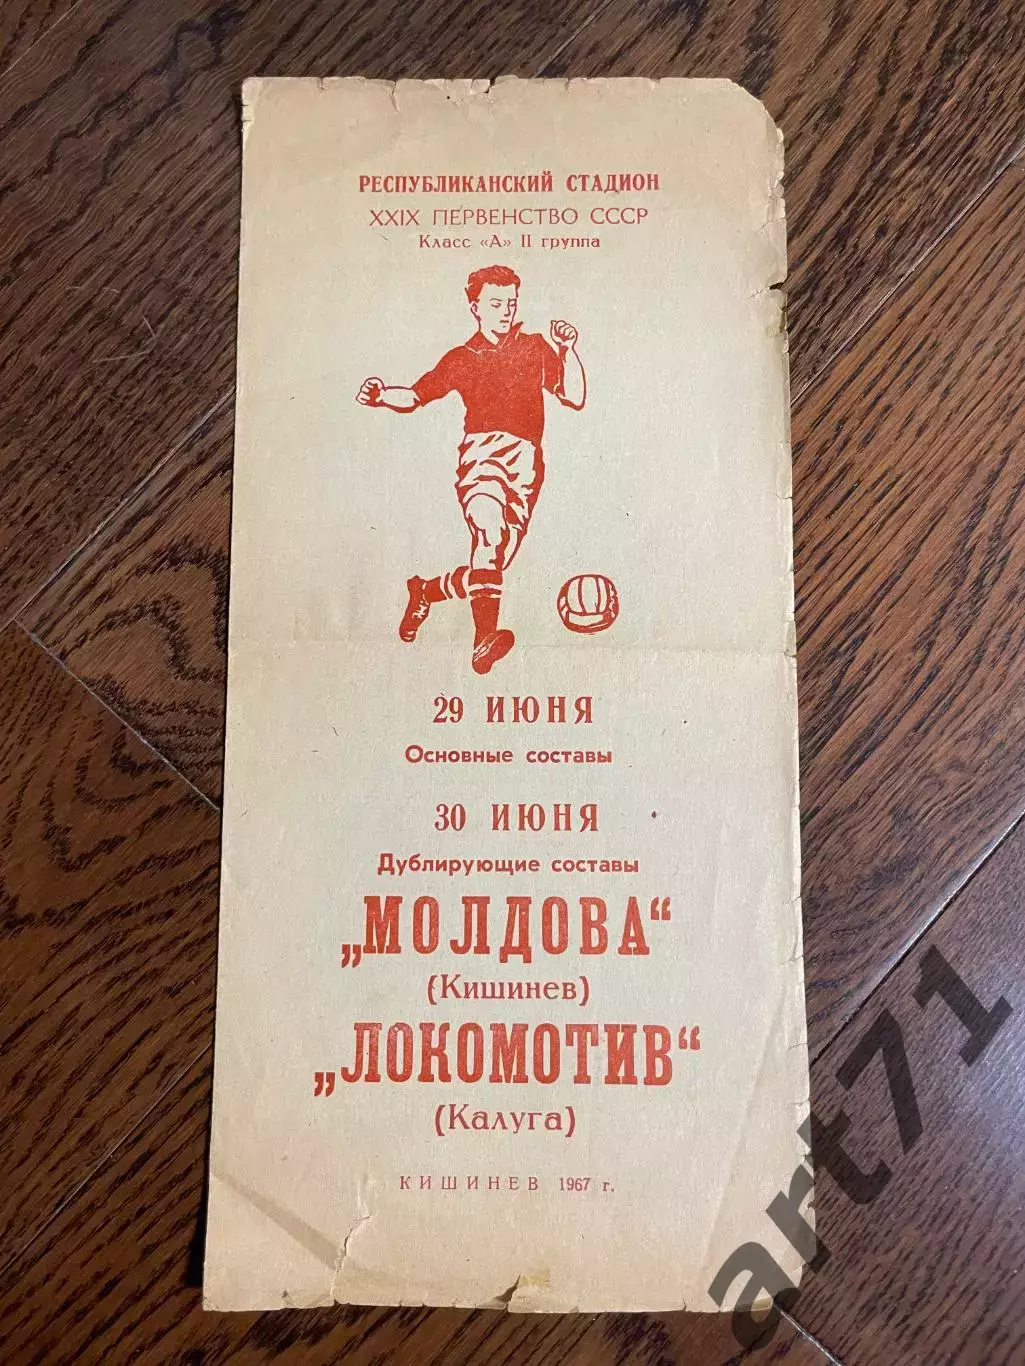 РЕСПУБЛИКАНСКИЙ СТАДИОН
XXIX ПЕРВЕНСТВО СССР
Класс «А» II группа
29 ИЮНЯ
Основные составы
30 ИЮНЯ
Дублирующие составы
„МОЛДОВА“
(Кишинев)
„ЛОКОМОТИВ“
(Калуга)
КИШИНЕВ 1967 г.
art71